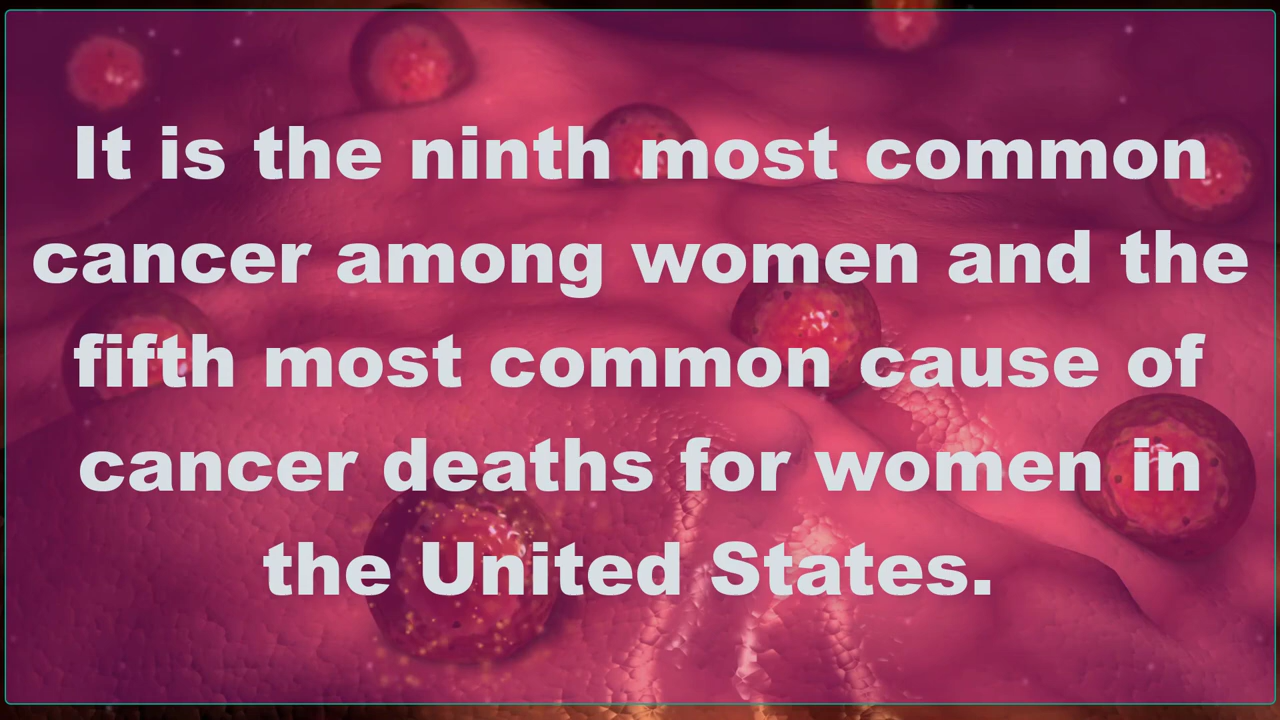 It is the ninth most common
cancer among women and the
fifth most common cause of
cancer deaths for women in
the United States.